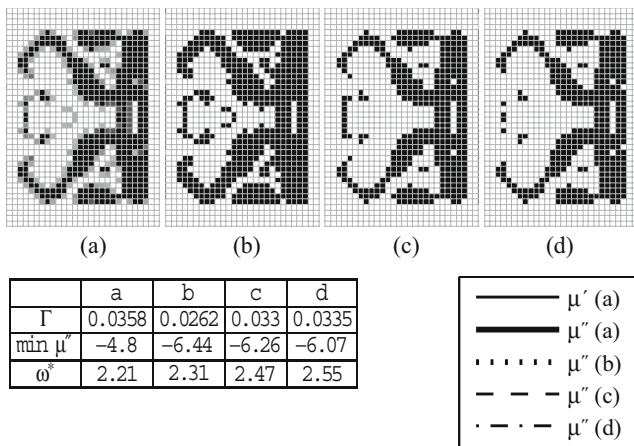 (a) (b) (c) (d)
a b c d
Γ 0.0358 0.0262 0.033 0.0335
min μ″ −4.8 −6.44 −6.26 −6.07
ω* 2.21 2.31 2.47 2.55
μ′ (a)
μ″ (a)
μ″ (b)
μ″ (c)
μ″ (d)